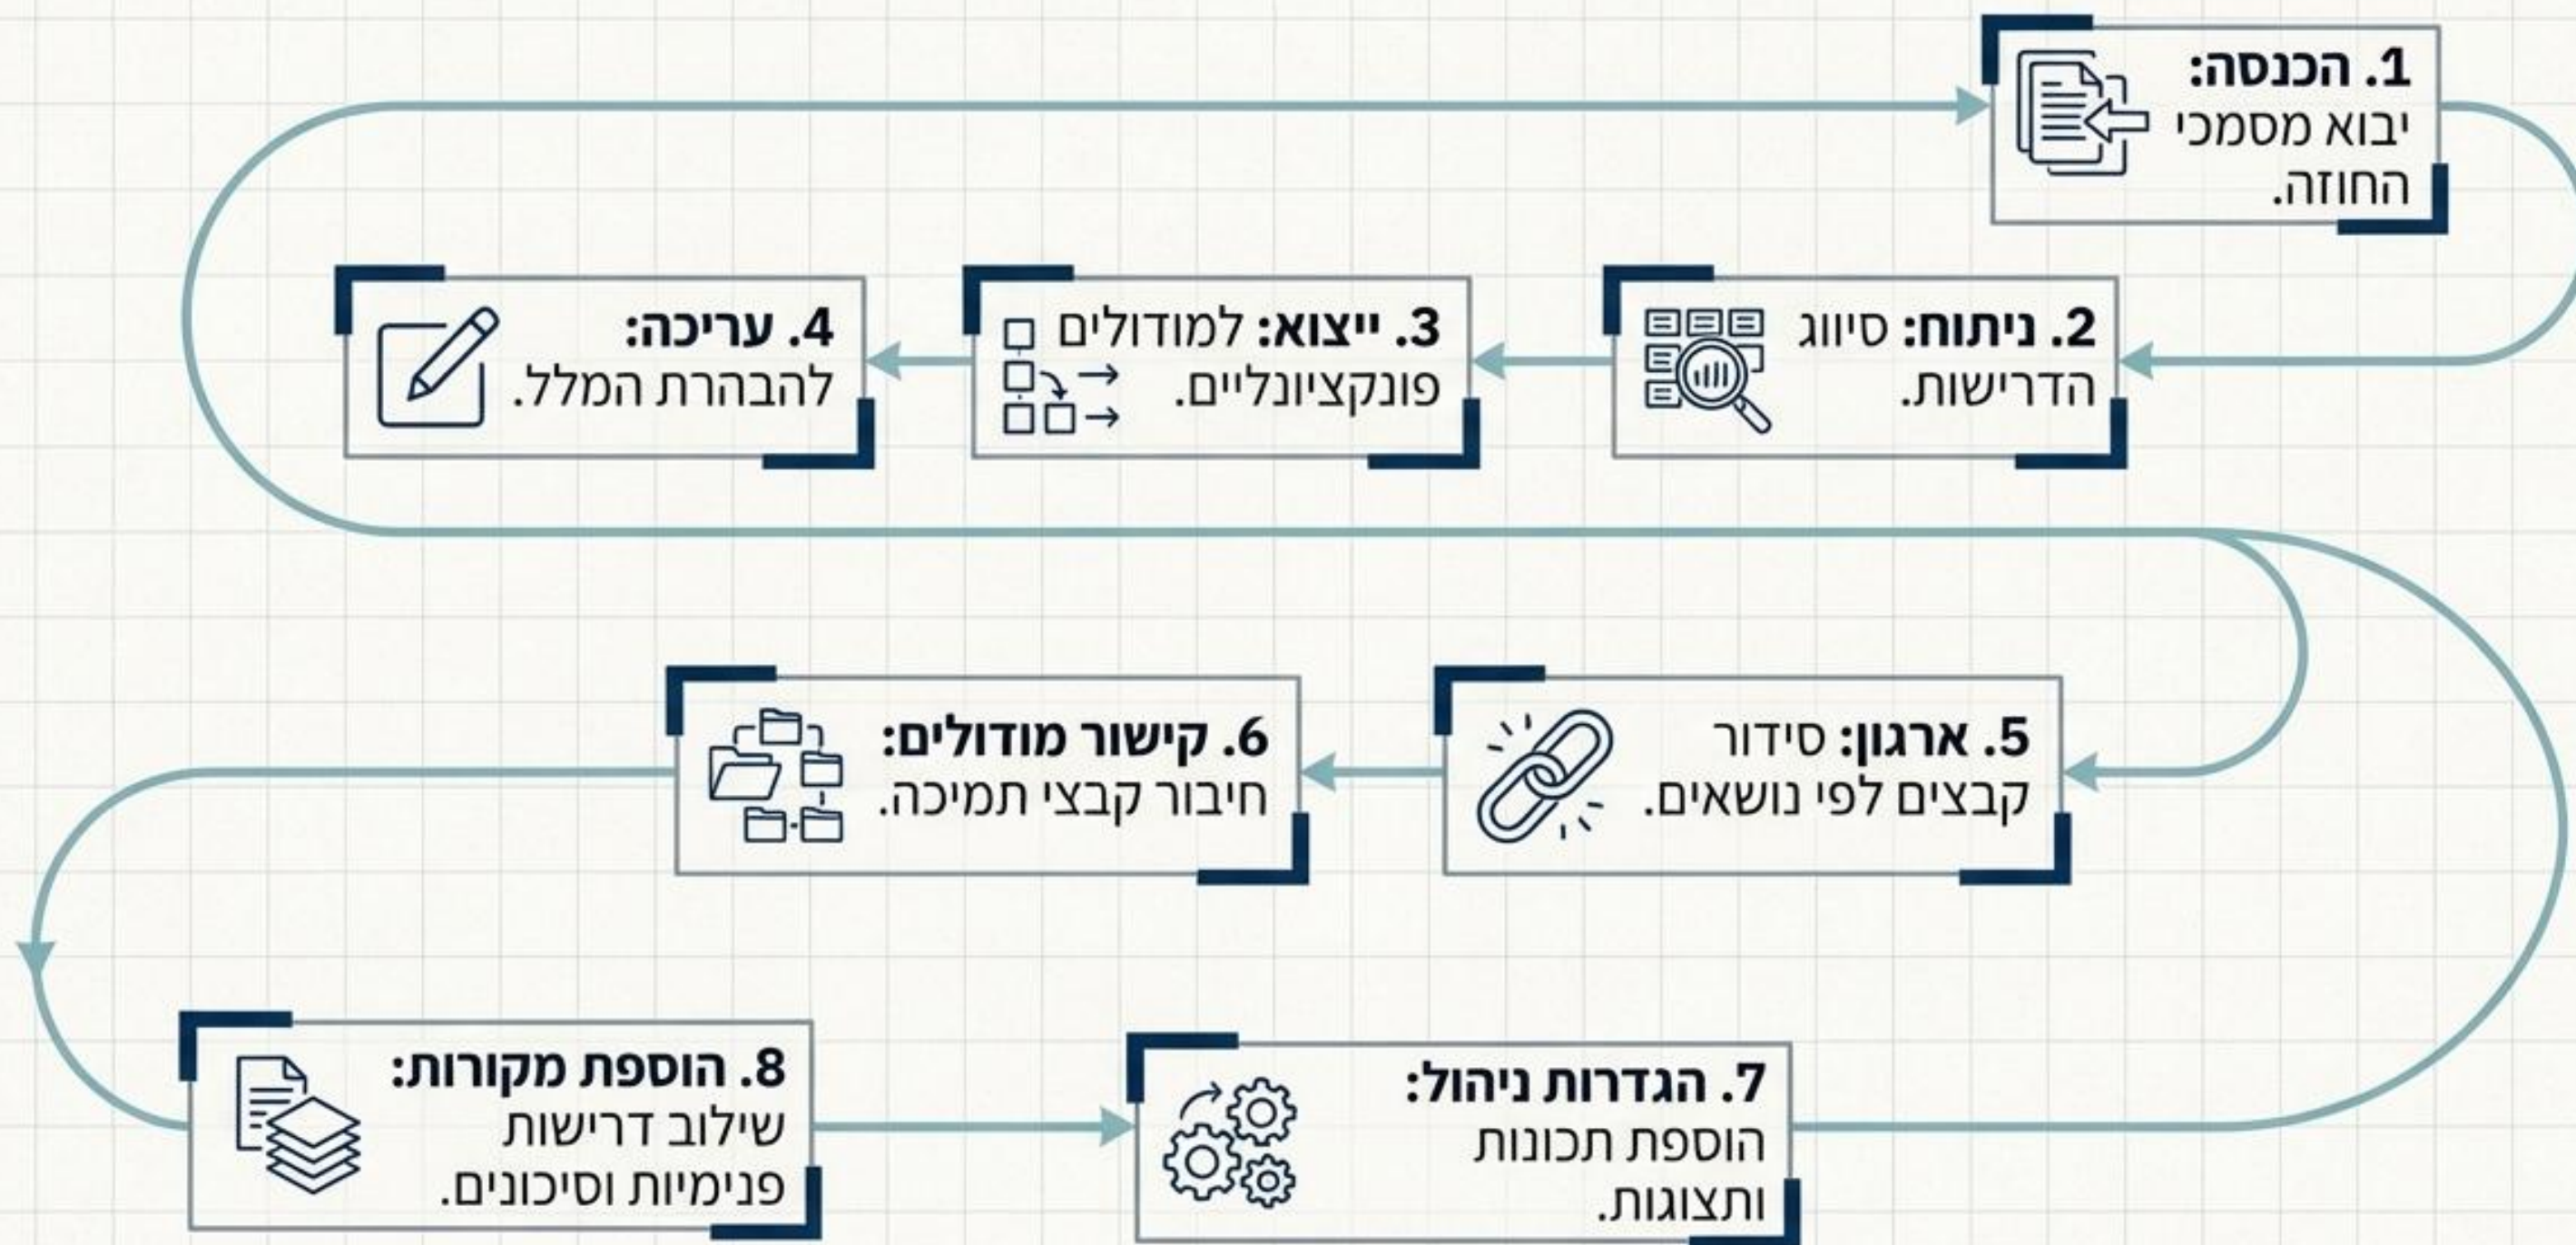 1. הכנסה:
יבוא מסמכי
החוזה.
2. ניתוח: סיווג
הדרישות.
3. ייצוא: למודולים
פונקציונליים.
4. עריכה:
להבהרת המלל.
5. ארגון: סידור
קבצים לפי נושאים.
6. קישור מודולים:
חיבור קבצי תמיכה.
7. הגדרות ניהול:
הוספת תכונות
ותצוגות.
8. הוספת מקורות:
שילוב דרישות
פנימיות וסיכונים.